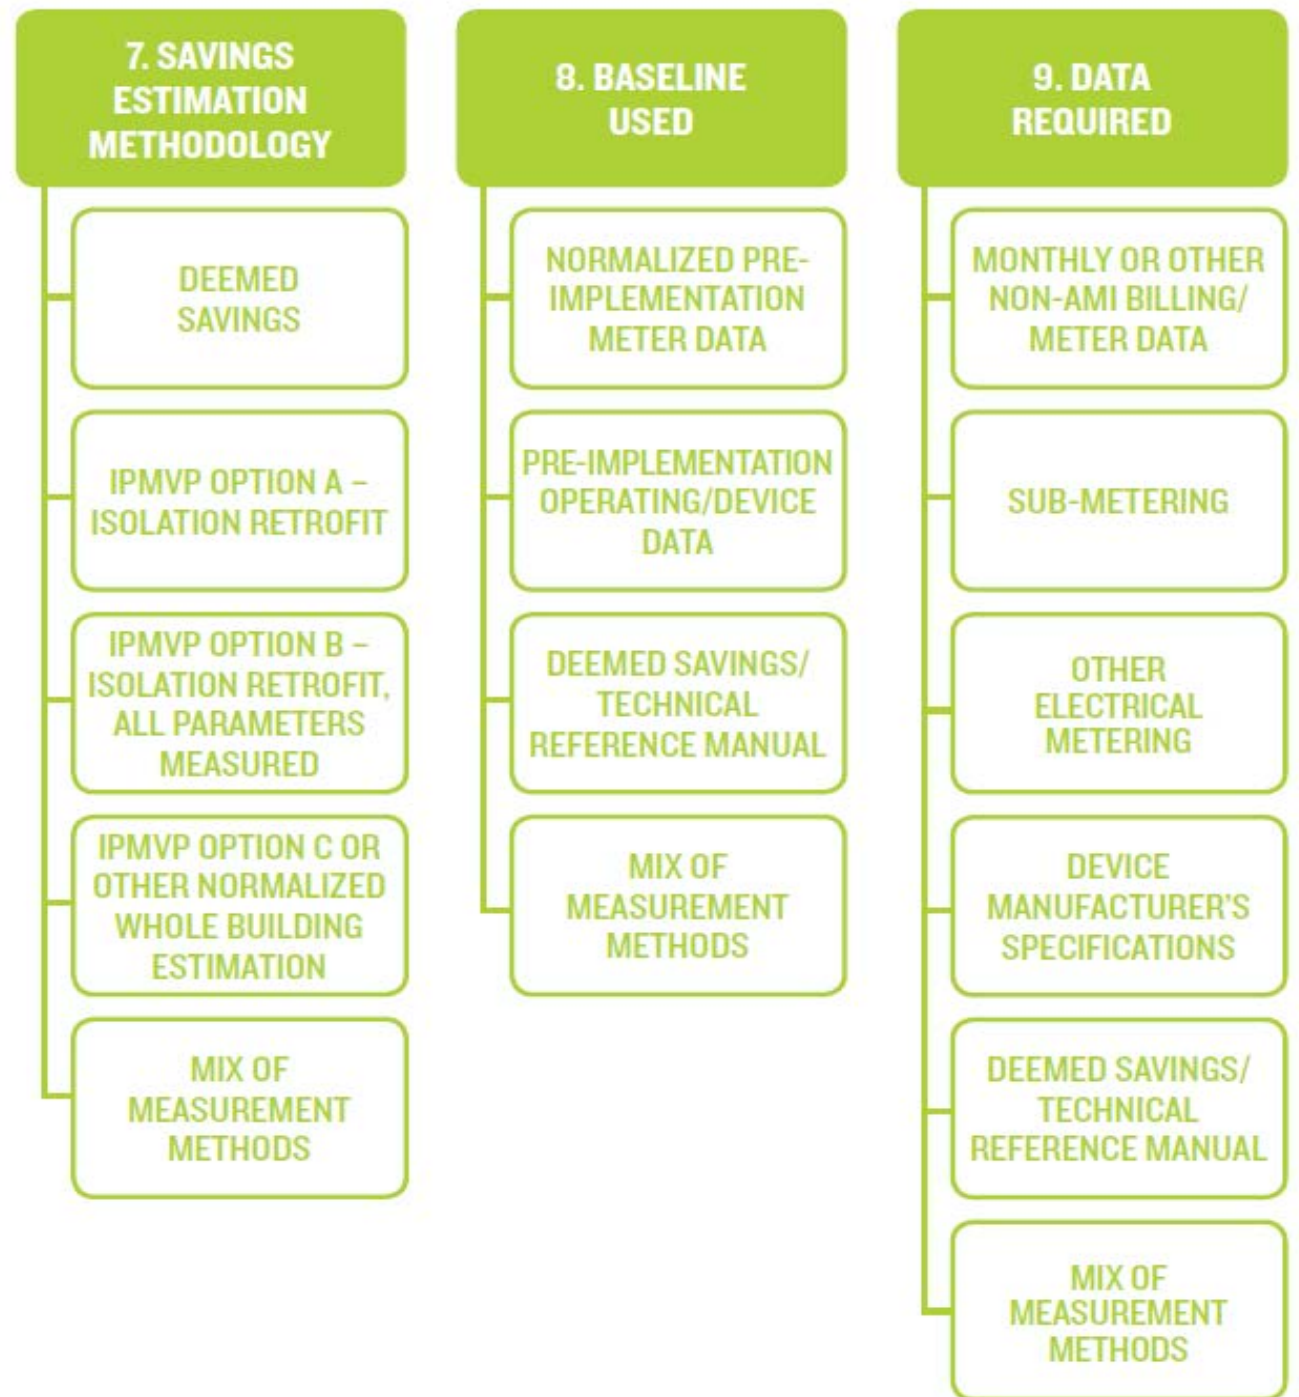 7. SAVINGS
ESTIMATION
METHODOLOGY
DEEMED
SAVINGS
IPMVP OPTION A –
ISOLATION RETROFIT
IPMVP OPTION B –
ISOLATION RETROFIT,
ALL PARAMETERS
MEASURED
IPMVP OPTION C OR
OTHER NORMALIZED
WHOLE BUILDING
ESTIMATION
MIX OF
MEASUREMENT
METHODS
8. BASELINE
USED
NORMALIZED PRE-
IMPLEMENTATION
METER DATA
PRE-IMPLEMENTATION
OPERATING/DEVICE
DATA
DEEMED SAVINGS/
TECHNICAL
REFERENCE MANUAL
MIX OF
MEASUREMENT
METHODS
9. DATA
REQUIRED
MONTHLY OR OTHER
NON-AMI BILLING/
METER DATA
SUB-METERING
OTHER
ELECTRICAL
METERING
DEVICE
MANUFACTURER'S
SPECIFICATIONS
DEEMED SAVINGS/
TECHNICAL
REFERENCE MANUAL
MIX OF
MEASUREMENT
METHODS